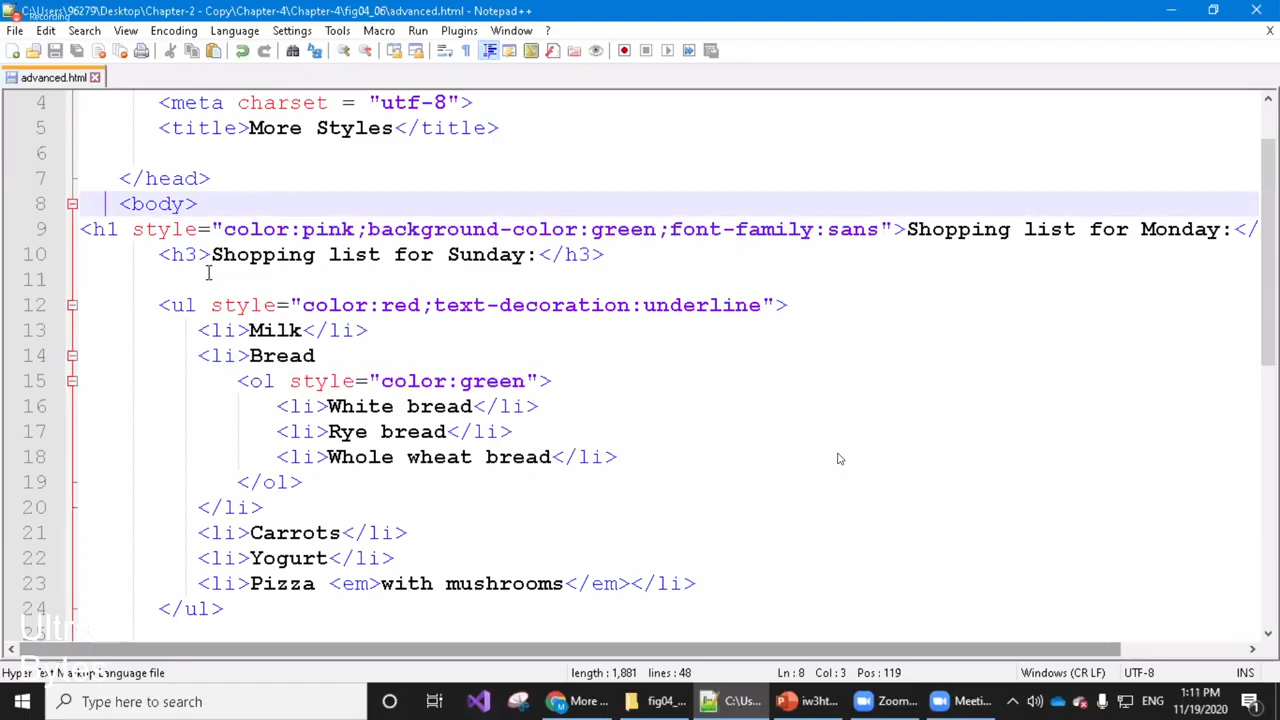 C:\Users\96279\Desktop\Chapter-2 - Copy\Chapter-4\Chapter-4\fig04_06\advanced.html - Notepad++
Recording
File Edit Search View Encoding Language Settings Tools Macro Run Plugins Window ? X
advanced.html
4 <meta charset = "utf-8">
5 <title>More Styles</title>
6
7 </head>
8 <body>
9 <h1 style="color:pink;background-color:green;font-family:sans">Shopping list for Monday:</
10 <h3>Shopping list for Sunday:</h3>
11
12 <ul style="color:red;text-decoration:underline">
13 <li>Milk</li>
14 <li>Bread
15 <ol style="color:green">
16 <li>White bread</li>
17 <li>Rye bread</li>
18 <li>Whole wheat bread</li>
19 </ol>
20 </li>
21 <li>Carrots</li>
22 <li>Yogurt</li>
23 <li>Pizza <em>with mushrooms</em></li>
24 </ul>
25
Hyper Text Markup Language file length : 1,881 lines : 48 Ln : 8 Col : 3 Pos : 119 Windows (CR LF) UTF-8 INS
Type here to search More ... fig04_... C:\Us... iw3ht... Zoom... Meeti... ENG 1:11 PM
11/19/2020